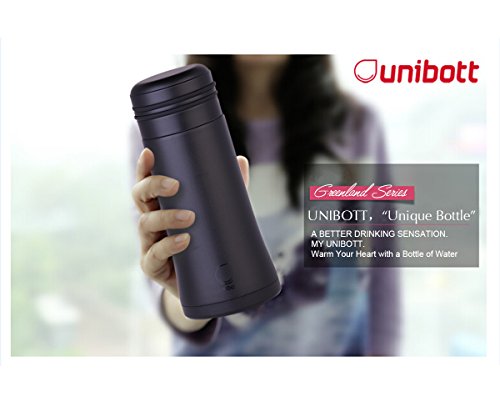 unibott
Greenland Series
UNIBOTT, “Unique Bottle”
A BETTER DRINKING SENSATION.
MY UNIBOTT.
Warm Your Heart with a Bottle of Water